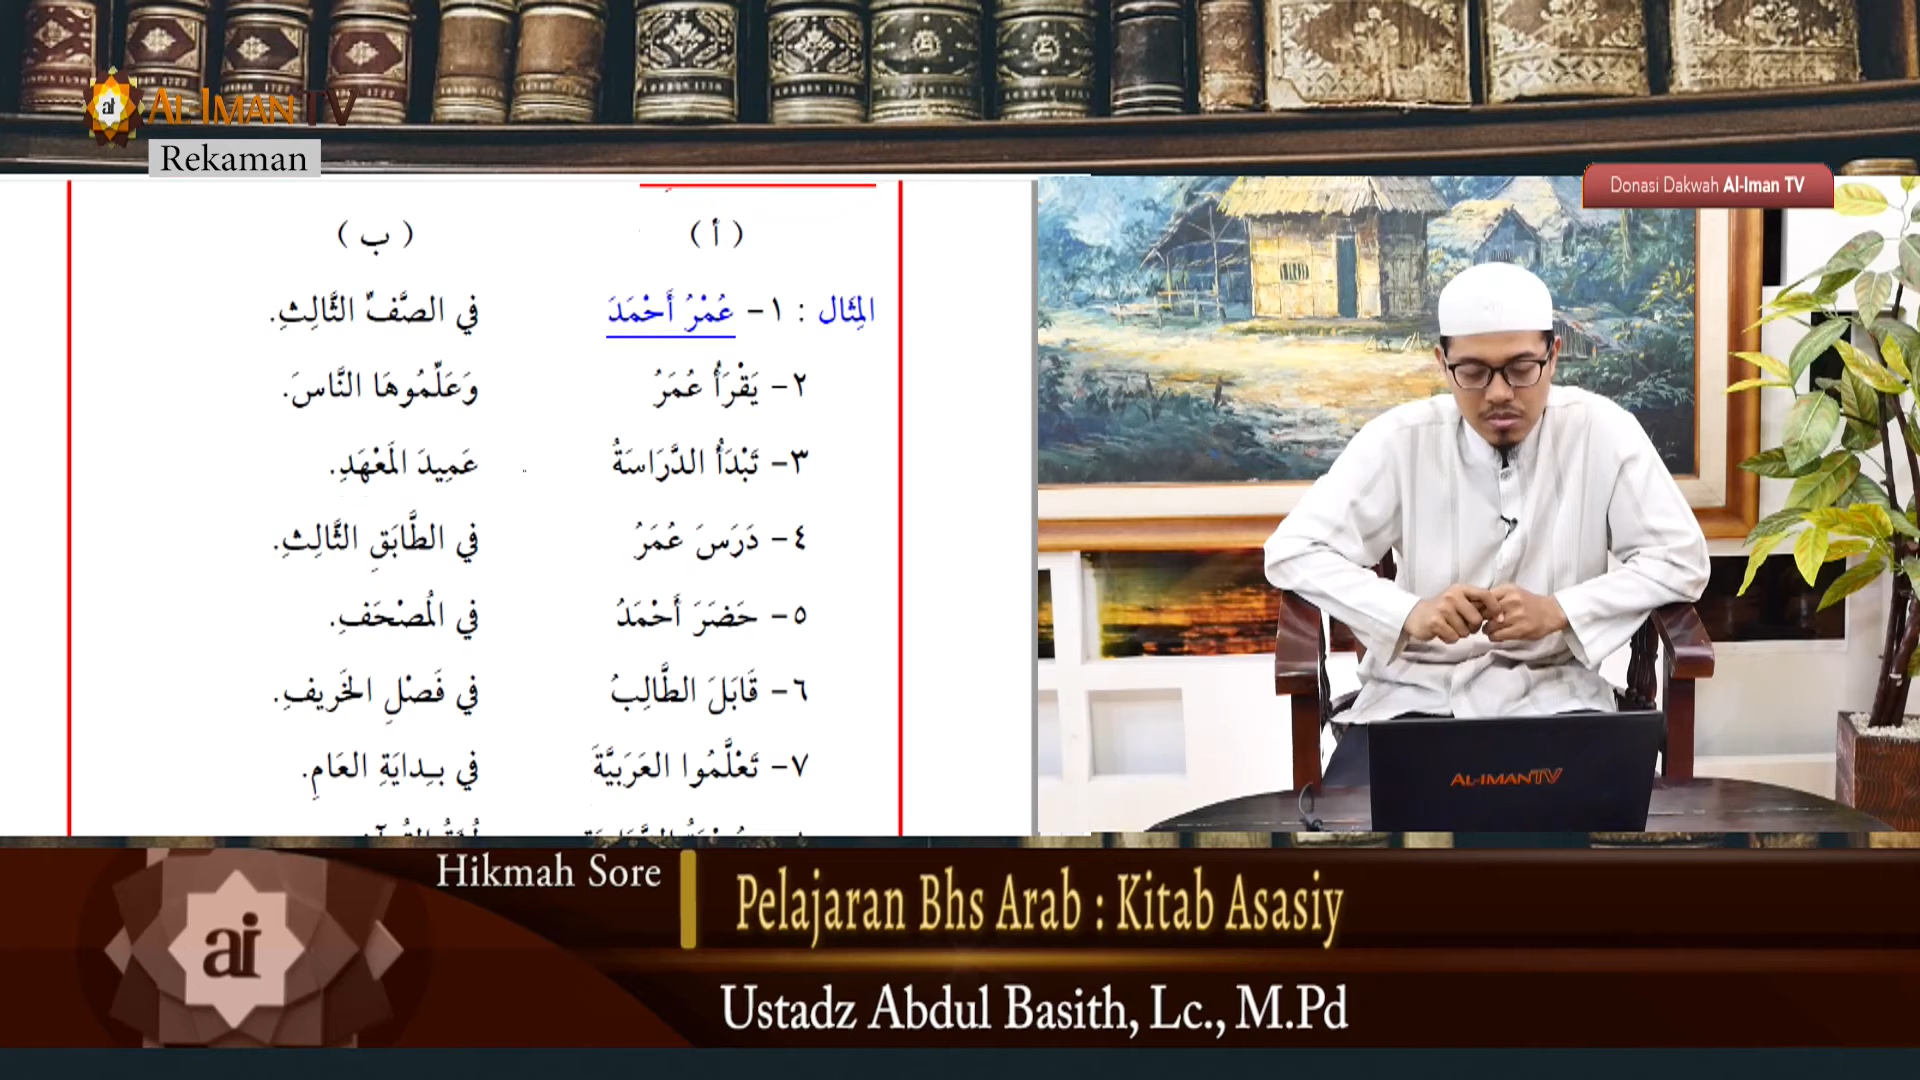 AL-IMAN TV
Rekaman
Donasi Dakwah Al-Iman TV
( أ ) ( ب )
المِثَال : ١- عُمْرُ أَحْمَدَ في الصَّفِّ الثَّالِثِ.
٢- يَقْرَأُ عُمَرُ وَعَلِّمُوهَا النَّاسَ.
٣- تَبْدَأُ الدَّرَاسَةُ عَمِيدَ المَعْهَدِ.
٤- دَرَسَ عُمَرُ في الطَّابَقِ الثَّالِثِ.
٥- حَضَرَ أَحْمَدُ في المُصْحَفِ.
٦- قَابَلَ الطَّالِبُ في فَصْلِ الخَرِيفِ.
٧- تَعْلَّمُوا العَرَبِيَّةَ في بِدايَةِ العَامِ.
AL-IMANTV
Hikmah Sore
Pelajaran Bhs Arab : Kitab Asasiy
ai
Ustadz Abdul Basith, Lc., M.Pd